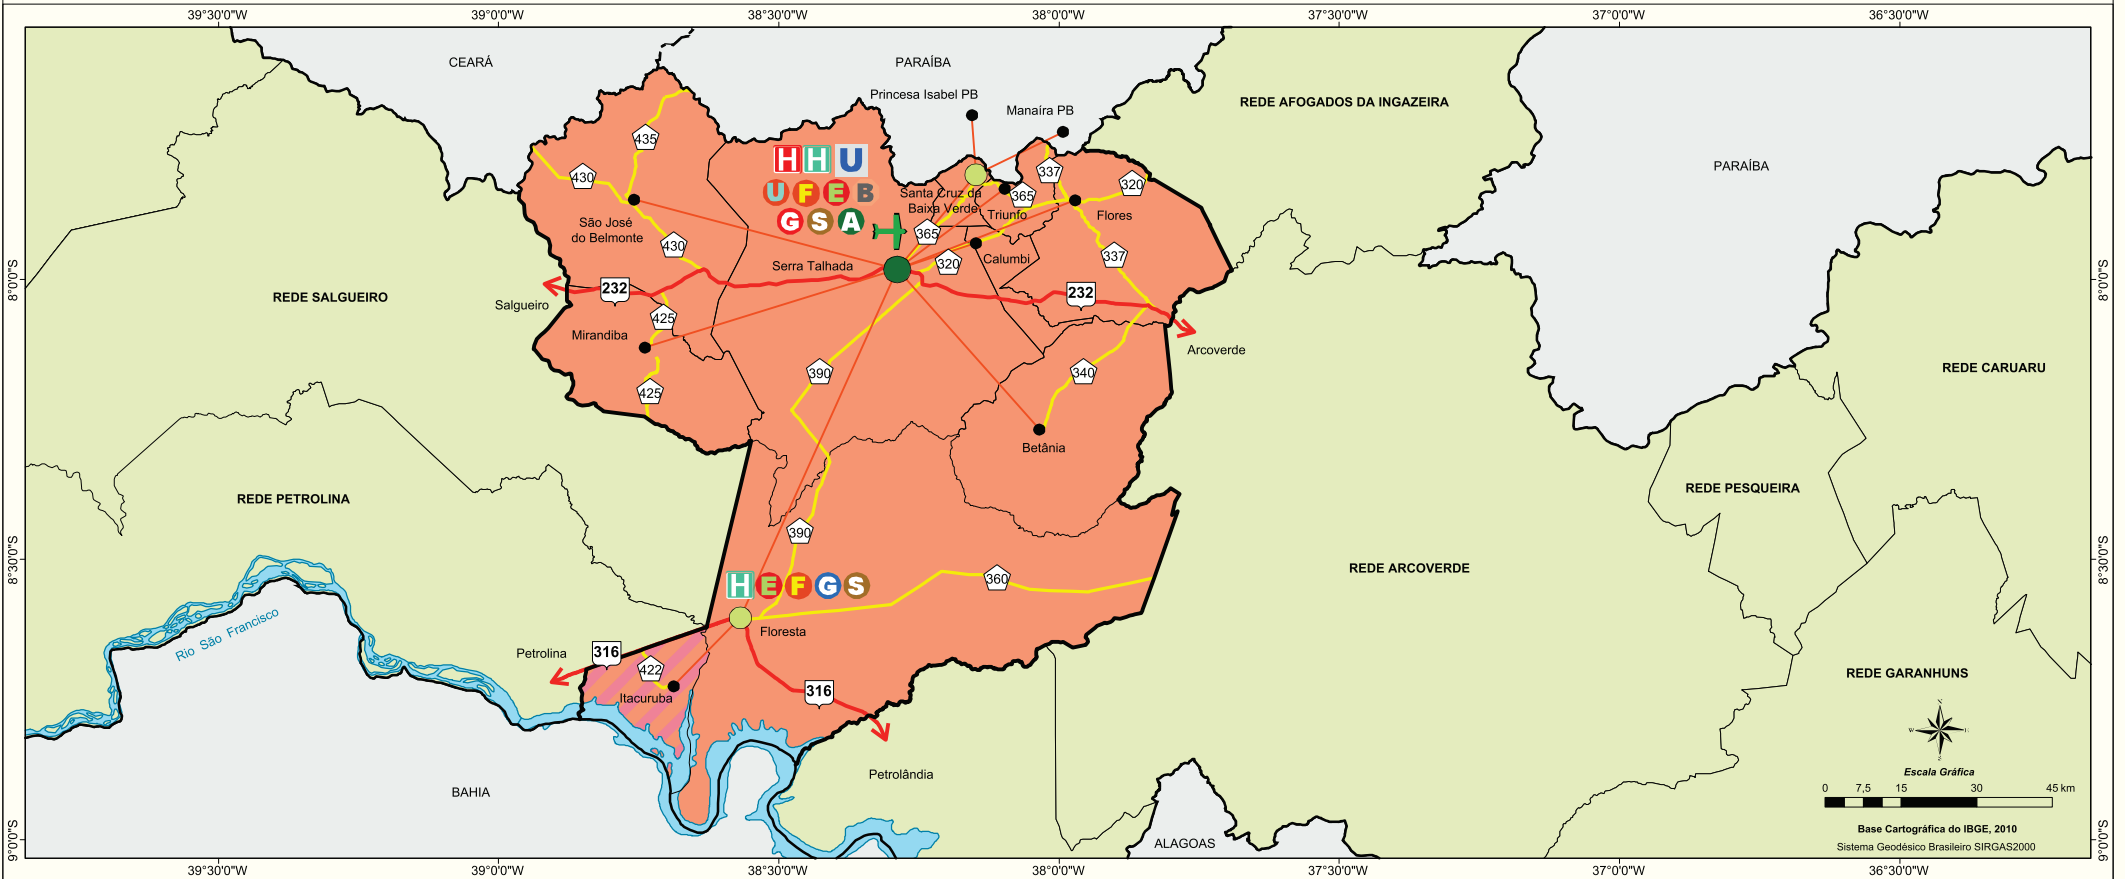 39°30'0"W 39°0'0"W 38°30'0"W 38°0'0"W 37°30'0"W 37°0'0"W 36°30'0"W
CEARÁ
PARAÍBA
Princesa Isabel PB
Manaíra PB
REDE AFOGADOS DA INGAZEIRA
PARAÍBA
435
430
H H U
U F E B
G S A
337
320
365
Santa Cruz da
Baixa Verde
Triunfo
Flores
São José
do Belmonte
430
365
337
Calumbi
320
Serra Talhada
8°0'0"S
8°0'0"S
REDE SALGUEIRO
Salgueiro
232
232
425
Mirandiba
Arcoverde
REDE CARUARU
390
340
425
Betânia
REDE PETROLINA
REDE PESQUEIRA
390
8°30'0"S
8°30'0"S
REDE ARCOVERDE
H E F G S
360
Rio São Francisco
Floresta
Petrolina
316
422
Itacuruba
316
REDE GARANHUNS
N
W E
S
Petrolândia
BAHIA
Escala Gráfica
0 7,5 15 30 45 km
Base Cartográfica do IBGE, 2010
Sistema Geodésico Brasileiro SIRGAS2000
ALAGOAS
9°0'0"S
9°0'0"S
39°30'0"W 39°0'0"W 38°30'0"W 38°0'0"W 37°30'0"W 37°0'0"W 36°30'0"W